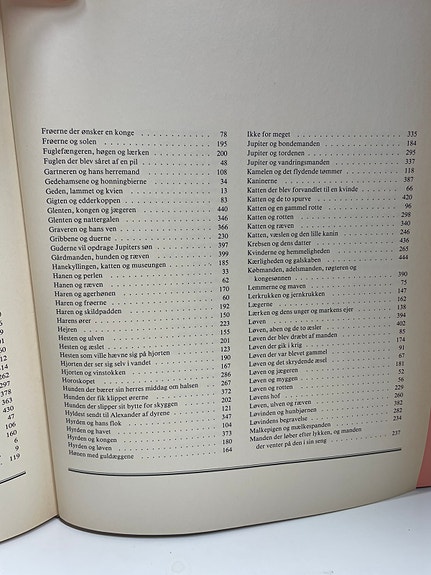 Frøerne der ønsker en konge . . . . . . . . 78
Frøerne og solen . . . . . . . . 195
Fuglefængeren, høgen og lærken . . . . . . . . 200
Fuglen der blev såret af en pil . . . . . . . . 48
Gartneren og hans herremand . . . . . . . . 108
Gedehamsene og honningbierne . . . . . . . . 34
Geden, lammet og kvien . . . . . . . . 13
Gigten og edderkoppen . . . . . . . . 83
Glenten, kongen og jægeren . . . . . . . . 440
Glenten og nattergalen . . . . . . . . 346
Graveren og hans ven . . . . . . . . 366
Gribbene og duerne . . . . . . . . 230
Guderne vil opdrage Jupiters søn . . . . . . . . 397
Gårdmanden, hunden og ræven . . . . . . . . 399
Hanekyllingen, katten og museungen . . . . . . . . 185
Hanen og perlen . . . . . . . . 33
Hanen og ræven . . . . . . . . 62
Haren og agerhønen . . . . . . . . 170
Haren og frøerne . . . . . . . . 60
Haren og skildpadden . . . . . . . . 192
Harens ører . . . . . . . . 150
Hejren . . . . . . . . 223
Hesten og ulven . . . . . . . . 155
Hesten og æslet . . . . . . . . 201
Hesten som ville hævne sig på hjorten . . . . . . . . 123
Hjorten der ser sig selv i vandet . . . . . . . . 190
Hjorten og vinstokken . . . . . . . . 167
Horoskopet . . . . . . . . 286
Hunden der bærer sin herres middag om halsen . . . . 267
Hunden der fik klippet ørerne . . . . . . . . 372
Hunden der slipper sit bytte for skyggen . . . . . . . . 202
Hyldest sendt til Alexander af dyrene . . . . . . . . 121
Hyrden og hans flok . . . . . . . . 347
Hyrden og havet . . . . . . . . 104
Hyrden og kongen . . . . . . . . 373
Hyrden og løven . . . . . . . . 180
Hønen med guldæggene . . . . . . . . 164
Ikke for meget . . . . . . . . 335
Jupiter og bondemanden . . . . . . . . 184
Jupiter og tordenen . . . . . . . . 295
Jupiter og vandringsmanden . . . . . . . . 337
Kamelen og det flydende tømmer . . . . . . . . 118
Kaninerne . . . . . . . . 387
Katten der blev forvandlet til en kvinde . . . . . . . . 66
Katten og de to spurve . . . . . . . . 420
Katten og en gammel rotte . . . . . . . . 96
Katten og rotten . . . . . . . . 298
Katten og ræven . . . . . . . . 340
Katten, væslen og den lille kanin . . . . . . . . 246
Krebsen og dens datter . . . . . . . . 436
Kvinderne og hemmeligheden . . . . . . . . 265
Kærligheden og galskaben . . . . . . . . 444
Købmanden, adelsmanden, røgteren og
kongesønnen . . . . . . . . 390
Lemmerne og maven . . . . . . . . 75
Lerkrukken og jernkrukken . . . . . . . . 147
Lægerne . . . . . . . . 162
Lærken og dens unger og markens ejer . . . . . . . . 138
Løven . . . . . . . . 394
Løven, aben og de to æsler . . . . . . . . 402
Løven der blev dræbt af manden . . . . . . . . 85
Løven der gik i krig . . . . . . . . 174
Løven der var blevet gammel . . . . . . . . 91
Løven og det skrydende æsel . . . . . . . . 67
Løven og jægeren . . . . . . . . 181
Løven og myggen . . . . . . . . 52
Løven og rotten . . . . . . . . 56
Løvens hof . . . . . . . . 229
Løven, ulven og ræven . . . . . . . . 260
Løvinden og hunbjørnen . . . . . . . . 382
Løvindens begravelse . . . . . . . . 282
Malkepigen og mælkespanden . . . . . . . . 234
Manden der løber efter lykken, og manden
der venter på den i sin seng . . . . . . . . 237